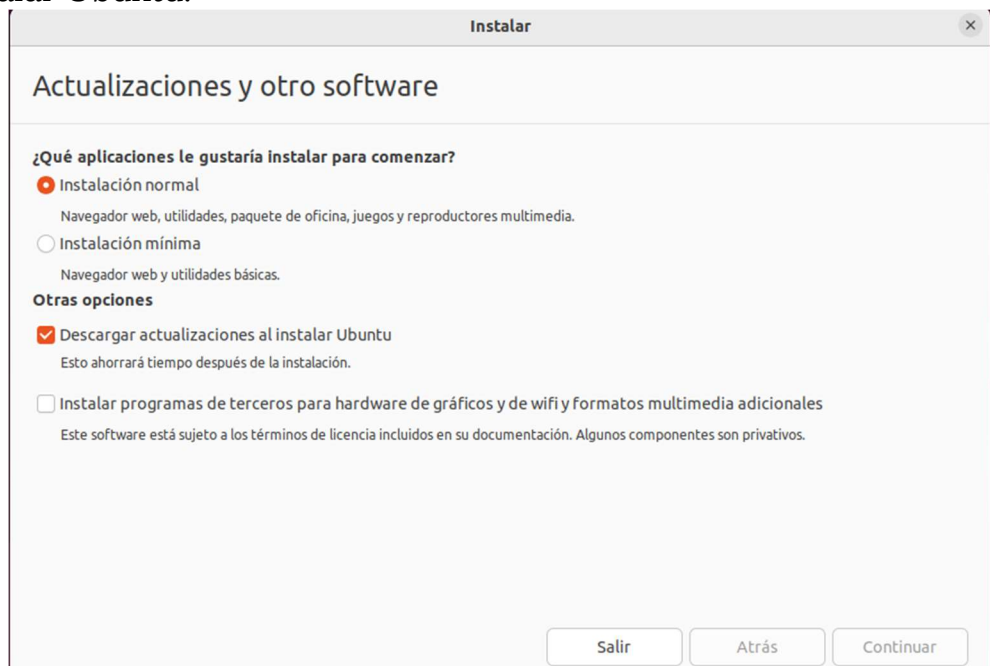 Ubuntu.
Instalar
Actualizaciones y otro software
¿Qué aplicaciones le gustaría instalar para comenzar?
Instalación normal
Navegador web, utilidades, paquete de oficina, juegos y reproductores multimedia.
Instalación mínima
Navegador web y utilidades básicas.
Otras opciones
Descargar actualizaciones al instalar Ubuntu
Esto ahorrará tiempo después de la instalación.
Instalar programas de terceros para hardware de gráficos y de wifi y formatos multimedia adicionales
Este software está sujeto a los términos de licencia incluidos en su documentación. Algunos componentes son privativos.
Salir Atrás Continuar